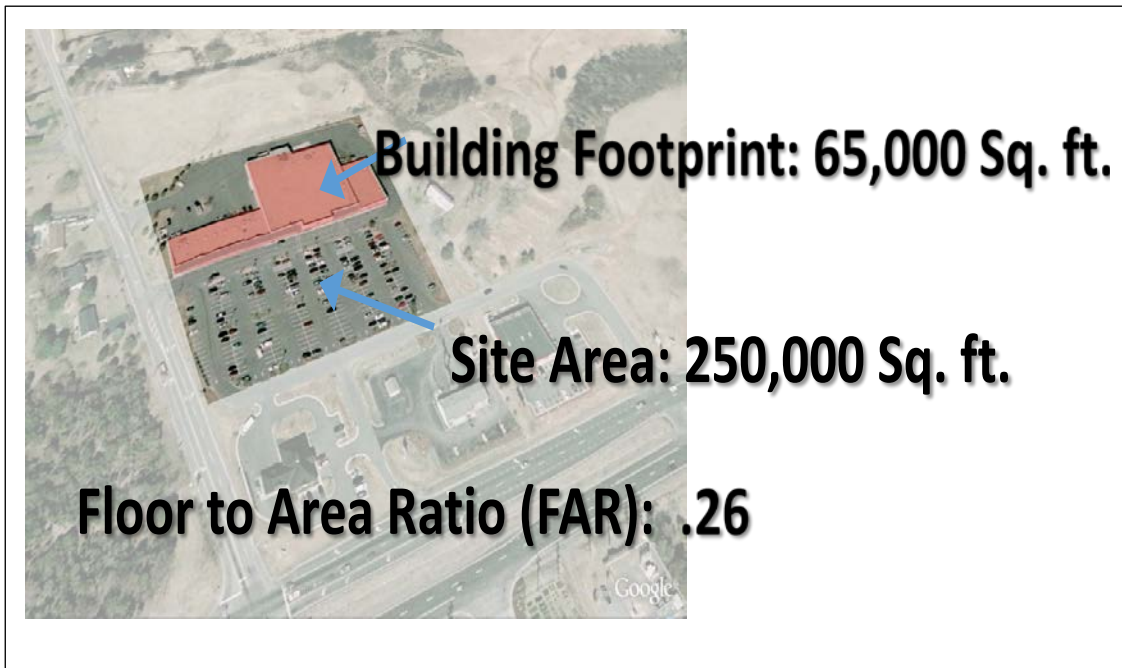 Building Footprint: 65,000 Sq. ft.
Site Area: 250,000 Sq. ft.
Floor to Area Ratio (FAR): .26
Google